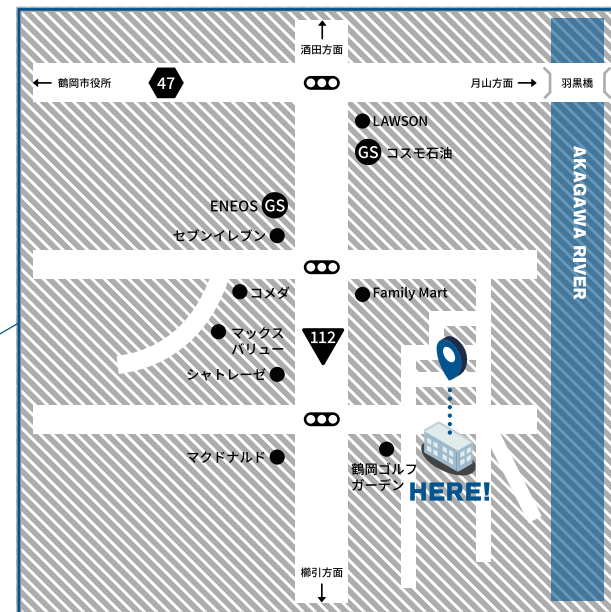 酒田方面
鶴岡市役所
47
月山方面
羽黒橋
LAWSON
GS コスモ石油
AKAGAWA RIVER
ENEOS GS
セブンイレブン
コメダ
Family Mart
マックス
バリュー
112
シャトレーゼ
マクドナルド
鶴岡ゴルフ
ガーデン
HERE!
櫛引方面